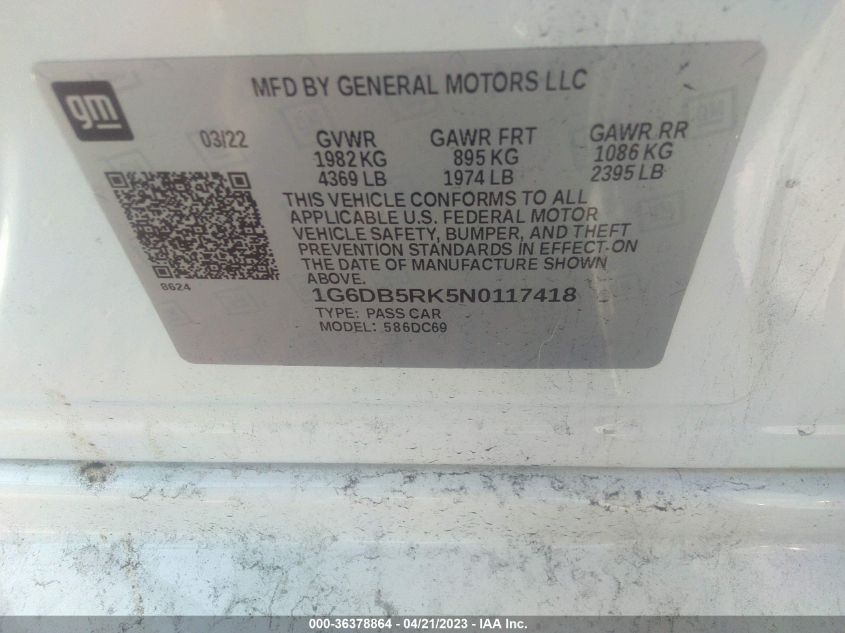 gm
MFD BY GENERAL MOTORS LLC
03/22 GVWR GAWR FRT GAWR RR
1982 KG 895 KG 1086 KG
4369 LB 1974 LB 2395 LB
THIS VEHICLE CONFORMS TO ALL
APPLICABLE U.S. FEDERAL MOTOR
VEHICLE SAFETY, BUMPER, AND THEFT
PREVENTION STANDARDS IN EFFECT ON
THE DATE OF MANUFACTURE SHOWN
ABOVE.
8624
1G6DB5RK5N0117418
TYPE: PASS CAR
MODEL: 586DC69
000-36378864 - 04/21/2023 - IAA Inc.